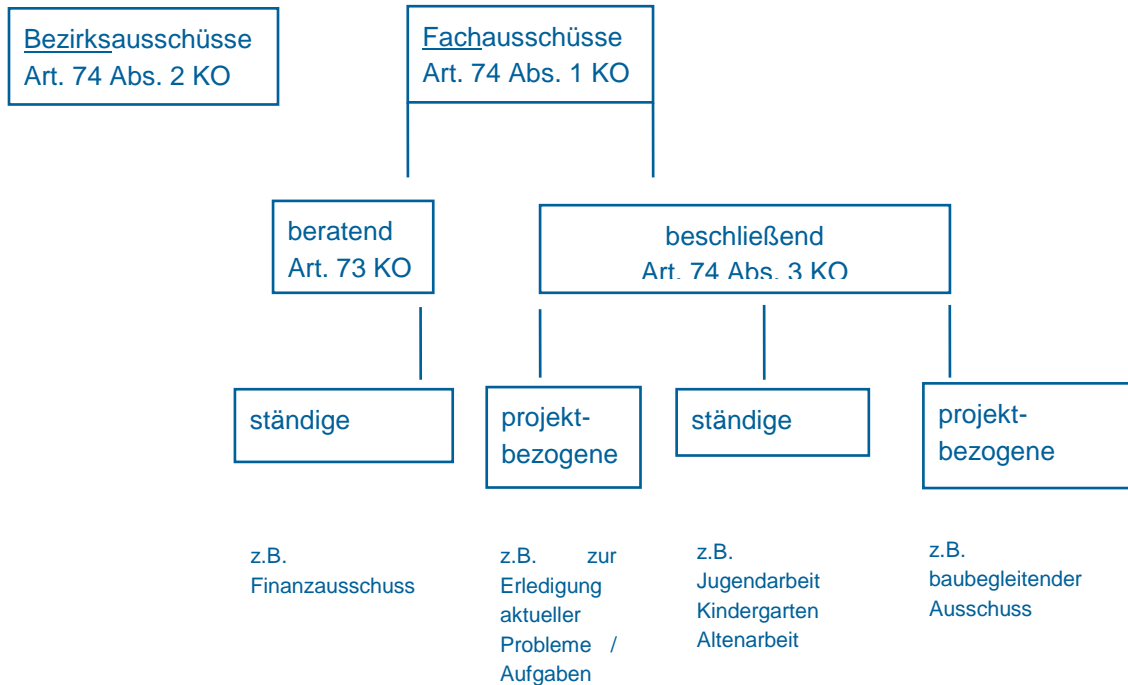 Bezirksausschüsse
Art. 74 Abs. 2 KO
Fachausschüsse
Art. 74 Abs. 1 KO
beratend
Art. 73 KO
beschließend
Art. 74 Abs. 3 KO
ständige
projekt-
bezogene
ständige
projekt-
bezogene
z.B.
Finanzausschuss
z.B. zur
Erledigung
aktueller
Probleme /
Aufgaben
z.B.
Jugendarbeit
Kindergarten
Altenarbeit
z.B.
baubegleitender
Ausschuss